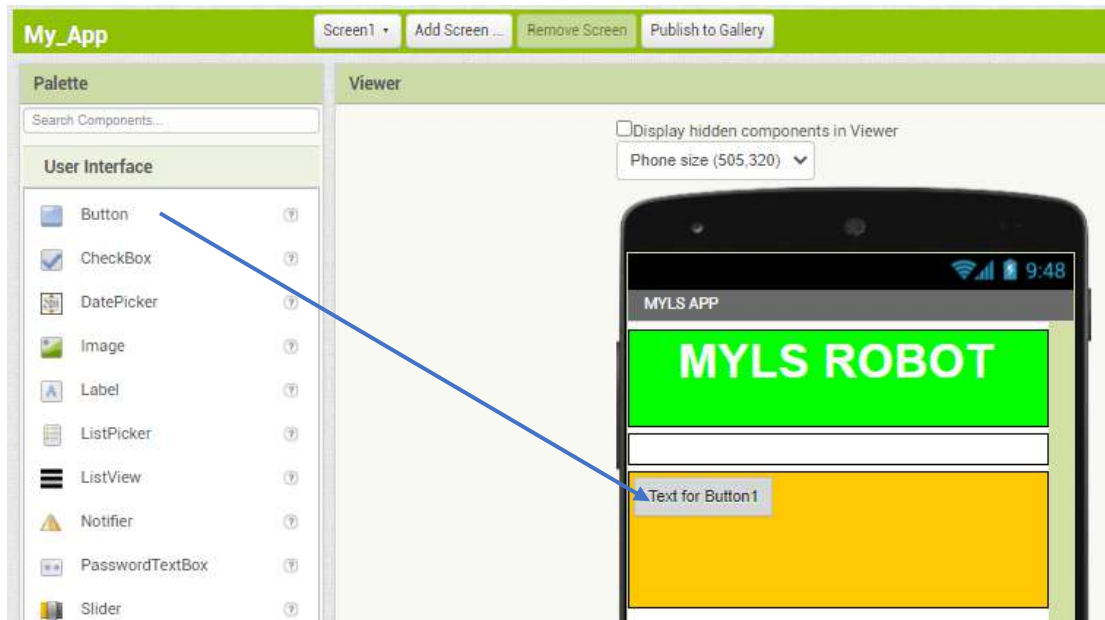 My_App
Screen1
Add Screen ...
Remove Screen
Publish to Gallery
Palette
Viewer
Search Components...
Display hidden components in Viewer
Phone size (505,320)
User Interface
Button
?
CheckBox
?
DatePicker
?
Image
?
Label
?
ListPicker
?
ListView
?
Notifier
?
PasswordTextBox
?
Slider
?
9:48
MYLS APP
MYLS ROBOT
Text for Button1